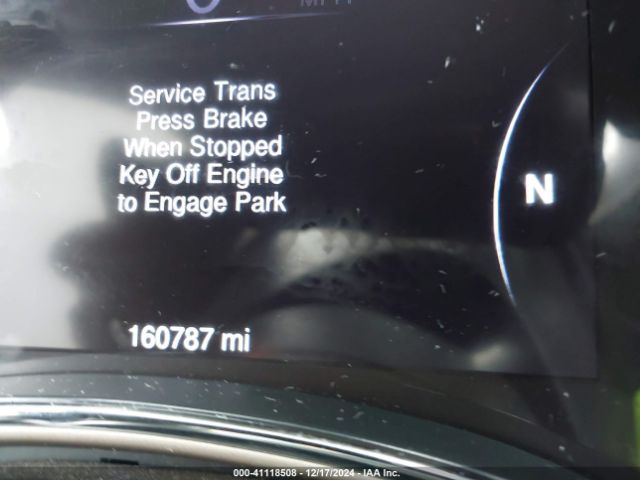 Service Trans
Press Brake
When Stopped
Key Off Engine
to Engage Park
N
160787 mi
000-41118508 - 12/17/2024 - IAA Inc.